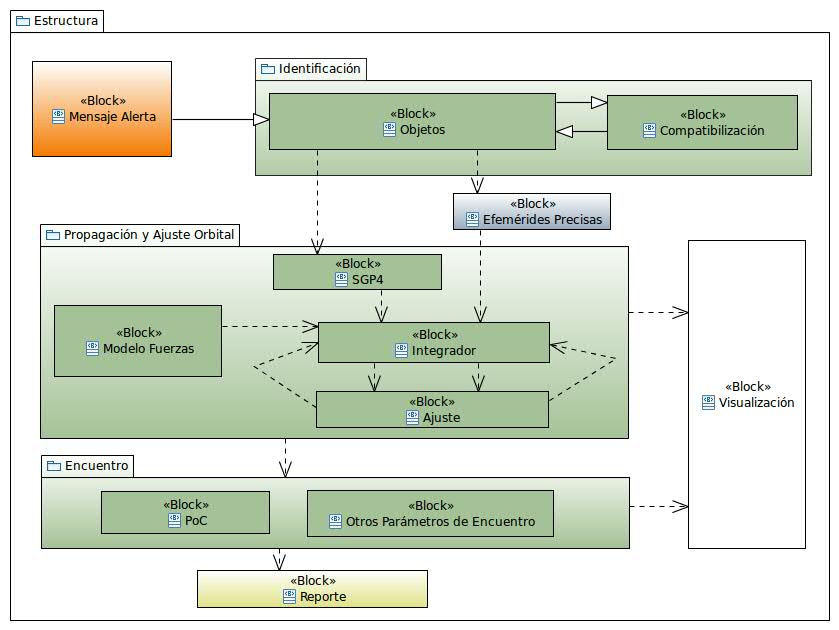 Estructura
Identificación
«Block»
Mensaje Alerta
«Block»
Objetos
«Block»
Compatibilización
«Block»
Efemérides Precisas
Propagación y Ajuste Orbital
«Block»
SGP4
«Block»
Modelo Fuerzas
«Block»
Integrador
«Block»
Ajuste
«Block»
Visualización
Encuentro
«Block»
PoC
«Block»
Otros Parámetros de Encuentro
«Block»
Reporte